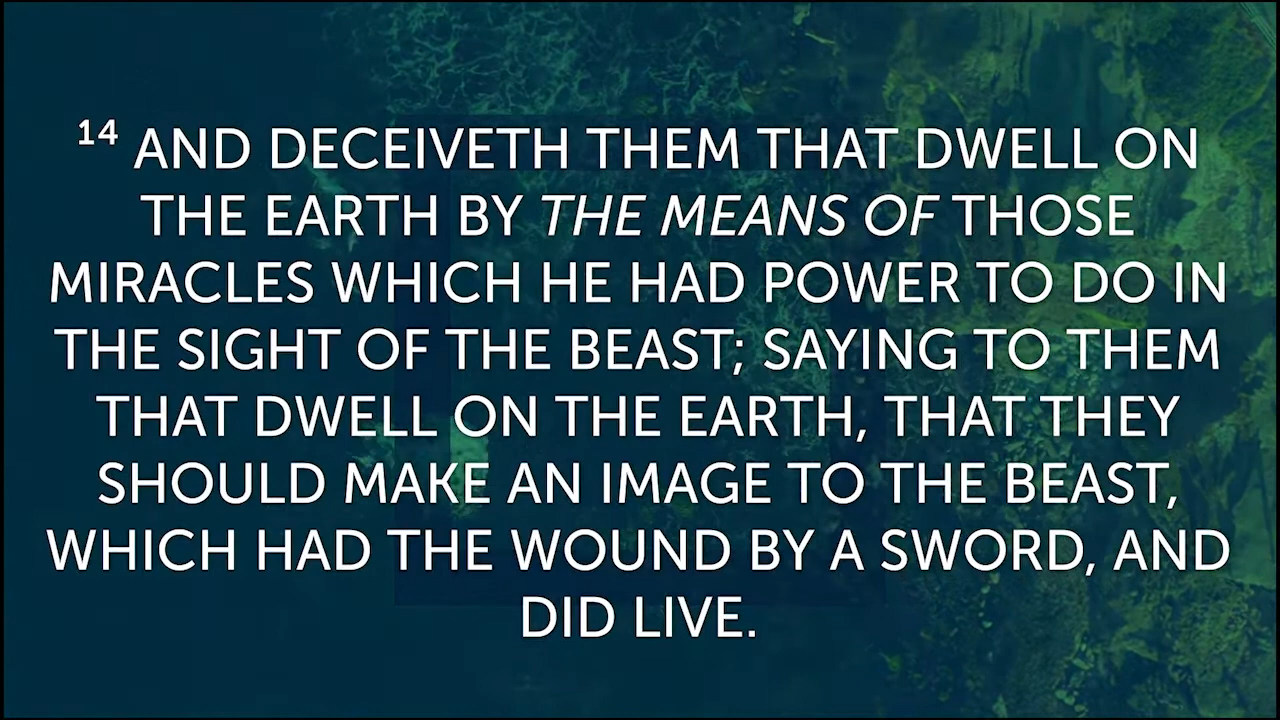 14 AND DECEIVETH THEM THAT DWELL ON
THE EARTH BY THE MEANS OF THOSE
MIRACLES WHICH HE HAD POWER TO DO IN
THE SIGHT OF THE BEAST; SAYING TO THEM
THAT DWELL ON THE EARTH, THAT THEY
SHOULD MAKE AN IMAGE TO THE BEAST,
WHICH HAD THE WOUND BY A SWORD, AND
DID LIVE.